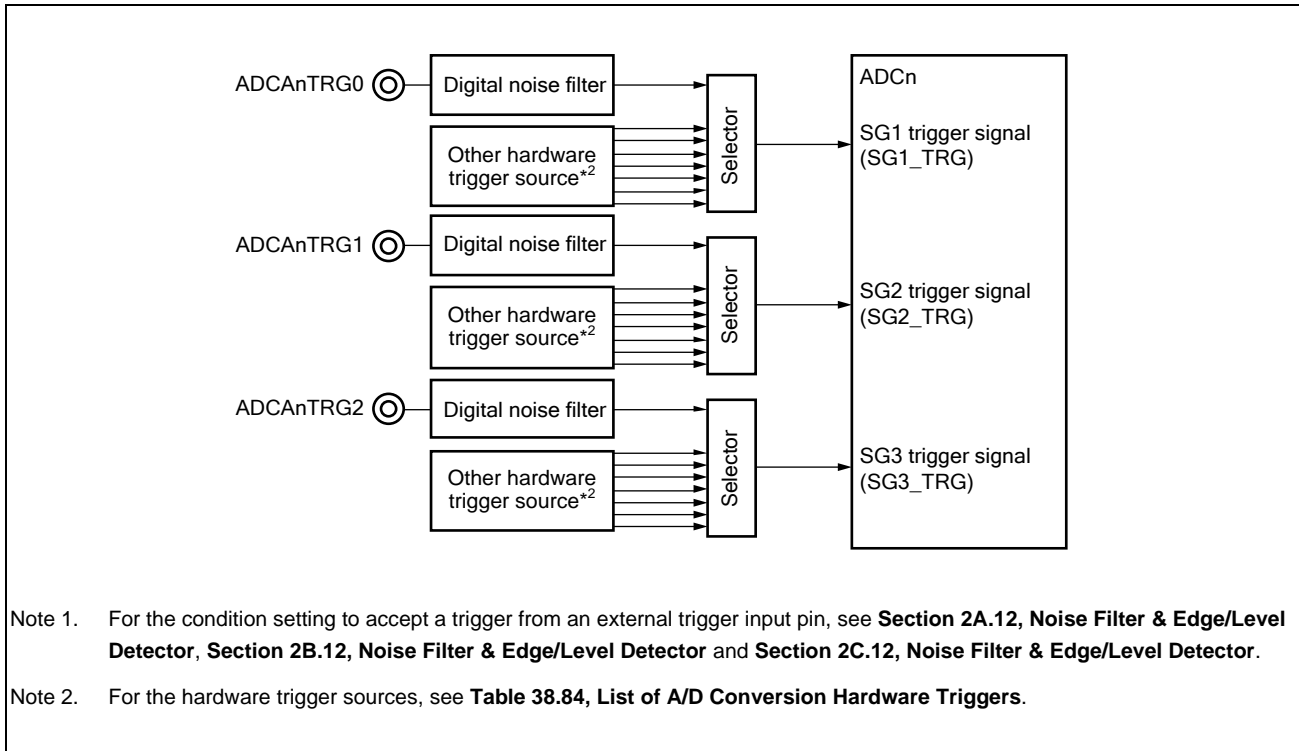 ADCAnTRG0
Digital noise filter
Other hardware
trigger source*2
Selector
ADCn
SG1 trigger signal
(SG1_TRG)
ADCAnTRG1
Digital noise filter
Other hardware
trigger source*2
Selector
SG2 trigger signal
(SG2_TRG)
ADCAnTRG2
Digital noise filter
Other hardware
trigger source*2
Selector
SG3 trigger signal
(SG3_TRG)
Note 1. For the condition setting to accept a trigger from an external trigger input pin, see Section 2A.12, Noise Filter & Edge/Level
Detector, Section 2B.12, Noise Filter & Edge/Level Detector and Section 2C.12, Noise Filter & Edge/Level Detector.
Note 2. For the hardware trigger sources, see Table 38.84, List of A/D Conversion Hardware Triggers.